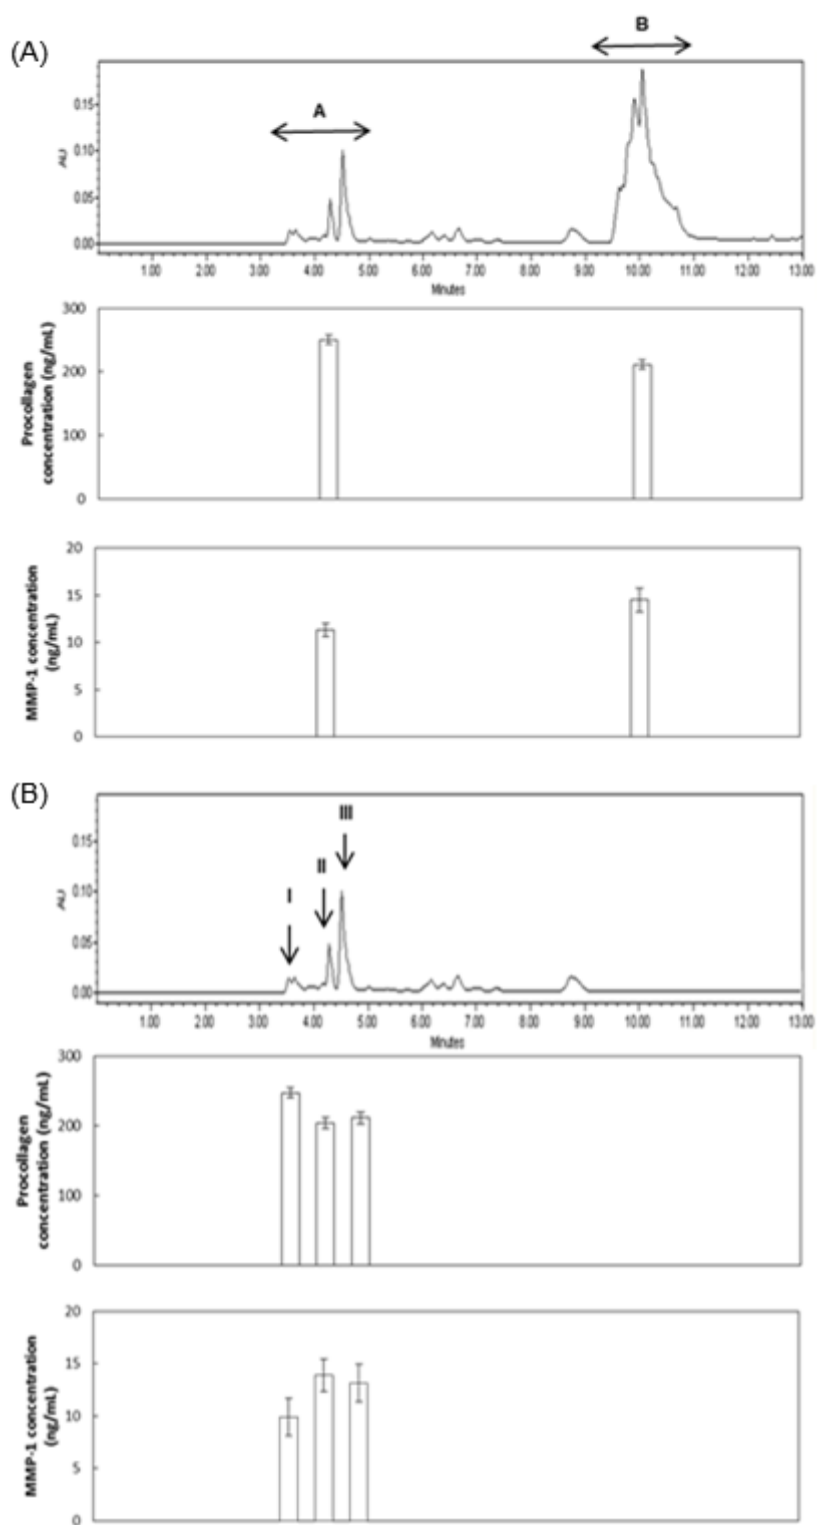 (A)
B
A
0.15
0.10
0.05
0.00
AU
1.00 2.00 3.00 4.00 5.00 6.00 7.00 8.00 9.00 10.00 11.00 12.00 13.00
Minutes
Procollagen
concentration (ng/mL)
300
200
100
0
MMP-1 concentration
(ng/mL)
20
15
10
5
0
(B)
III
II
I
0.15
0.10
0.05
0.00
AU
1.00 2.00 3.00 4.00 5.00 6.00 7.00 8.00 9.00 10.00 11.00 12.00 13.00
Minutes
Procollagen
concentration (ng/mL)
300
200
100
0
MMP-1 concentration
(ng/mL)
20
15
10
5
0